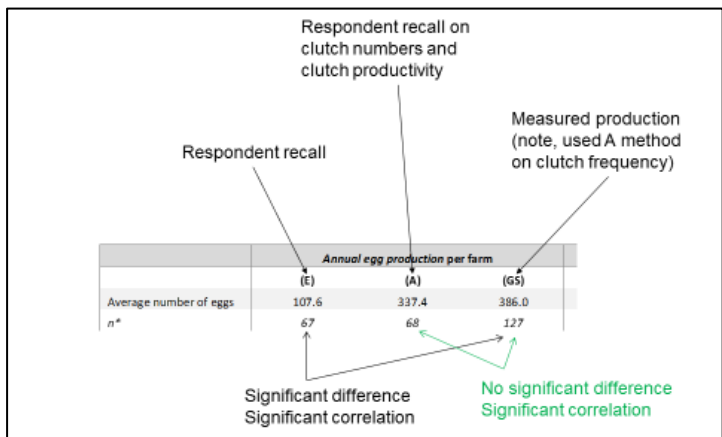 Respondent recall on
clutch numbers and
clutch productivity
Measured production
(note, used A method
on clutch frequency)
Respondent recall
Annual egg production per farm
(E) (A) (GS)
Average number of eggs 107.6 337.4 386.0
n* 67 68 127
Significant difference
Significant correlation
No significant difference
Significant correlation